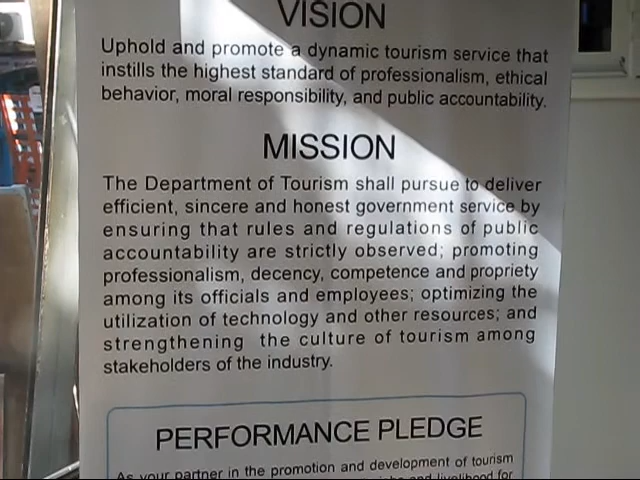 VISION
Uphold and promote a dynamic tourism service that
instills the highest standard of professionalism, ethical
behavior, moral responsibility, and public accountability.
MISSION
The Department of Tourism shall pursue to deliver
efficient, sincere and honest government service by
ensuring that rules and regulations of public
accountability are strictly observed; promoting
professionalism, decency, competence and propriety
among its officials and employees; optimizing the
utilization of technology and other resources; and
strengthening the culture of tourism among
stakeholders of the industry.
PERFORMANCE PLEDGE
As your partner in the promotion and development of tourism
and livelihood for